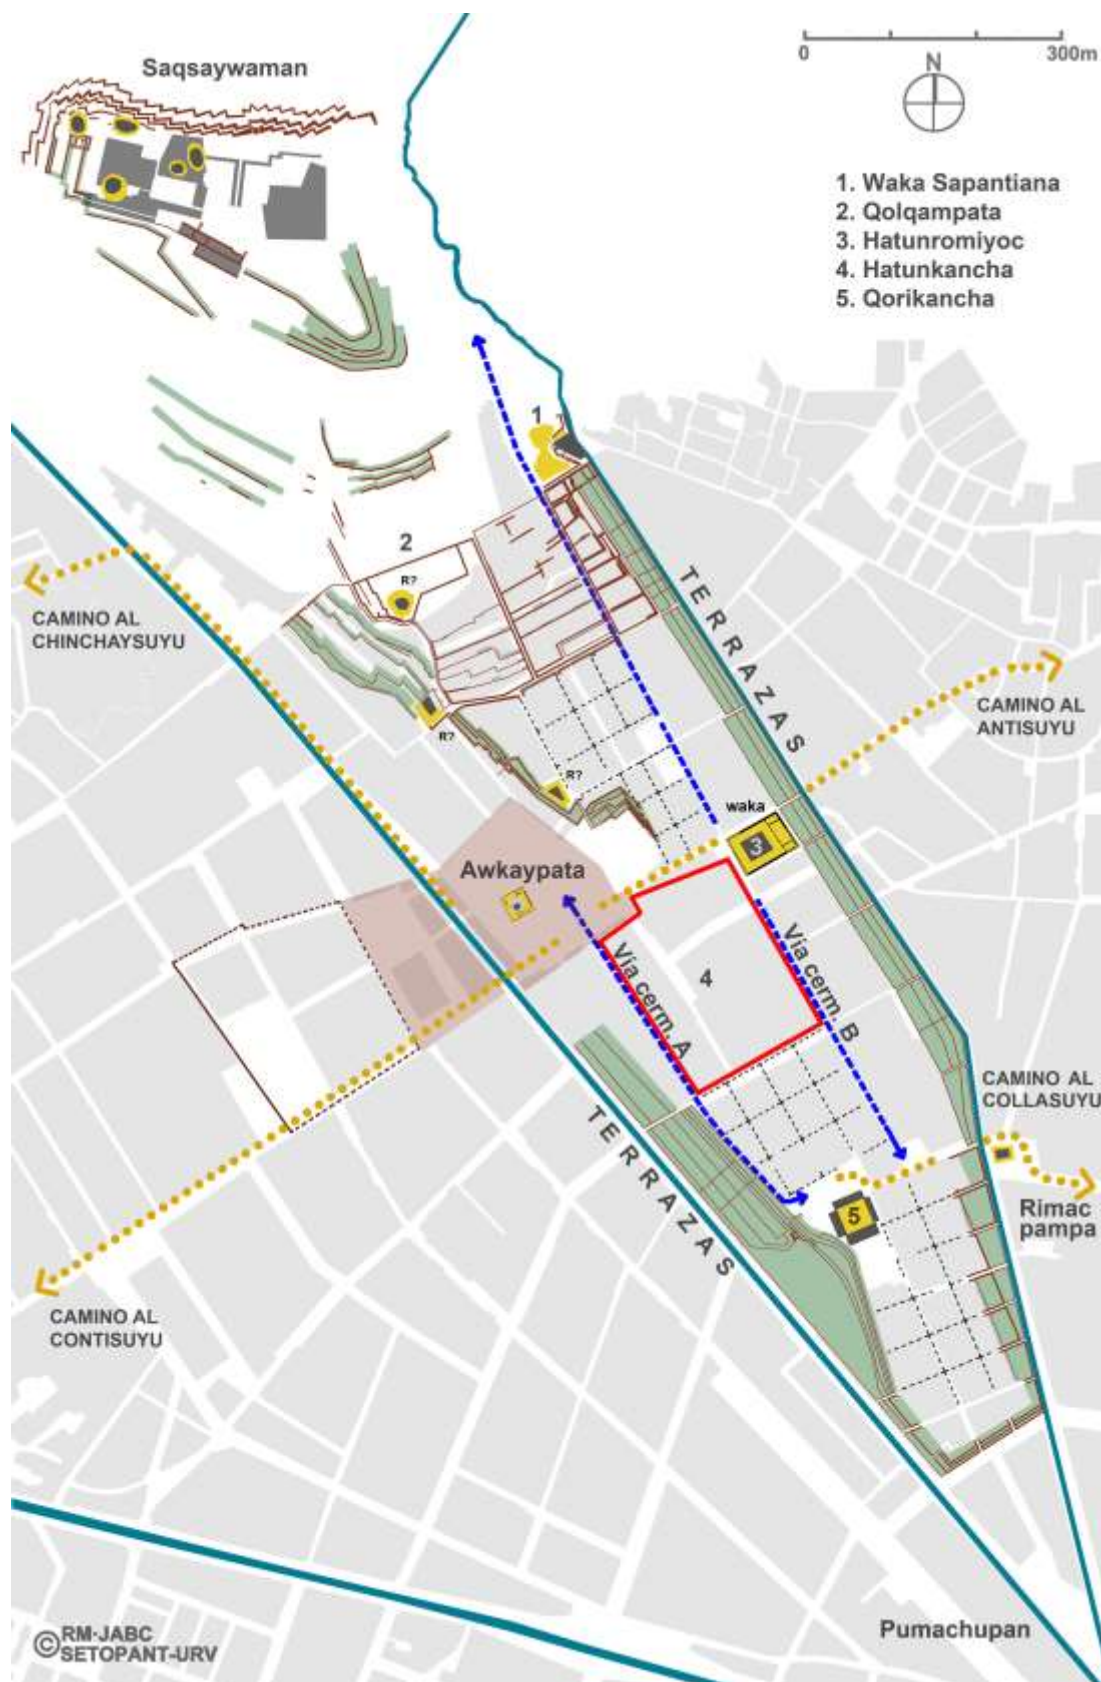 Saqsaywaman
0 300m
N
1. Waka Sapantiana
2. Qolqampata
3. Hatunromiyoc
4. Hatunkancha
5. Qorikancha
1
2
R?
CAMINO AL
CHINCHAYSUYU
TERRAZAS
CAMINO AL
ANTISUYU
R?
R?
waka
3
Awkaypata
Vía cerm. A
4
Vía cerm. B
CAMINO AL
COLLASUYU
TERRAZAS
5
Rimac
pampa
CAMINO AL
CONTISUYU
Pumachupan
©RM·JABC
SETOPANT-URV